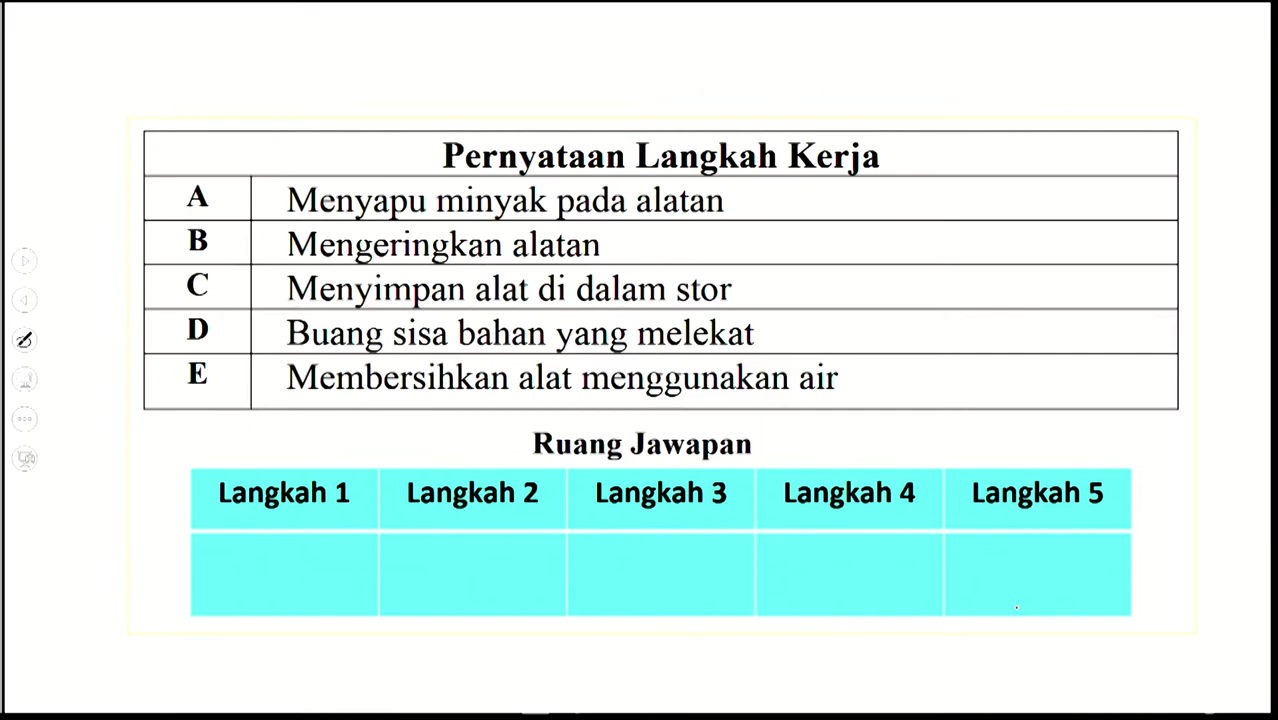 Pernyataan Langkah Kerja
A Menyapu minyak pada alatan
B Mengeringkan alatan
C Menyimpan alat di dalam stor
D Buang sisa bahan yang melekat
E Membersihkan alat menggunakan air
Ruang Jawapan
Langkah 1 Langkah 2 Langkah 3 Langkah 4 Langkah 5